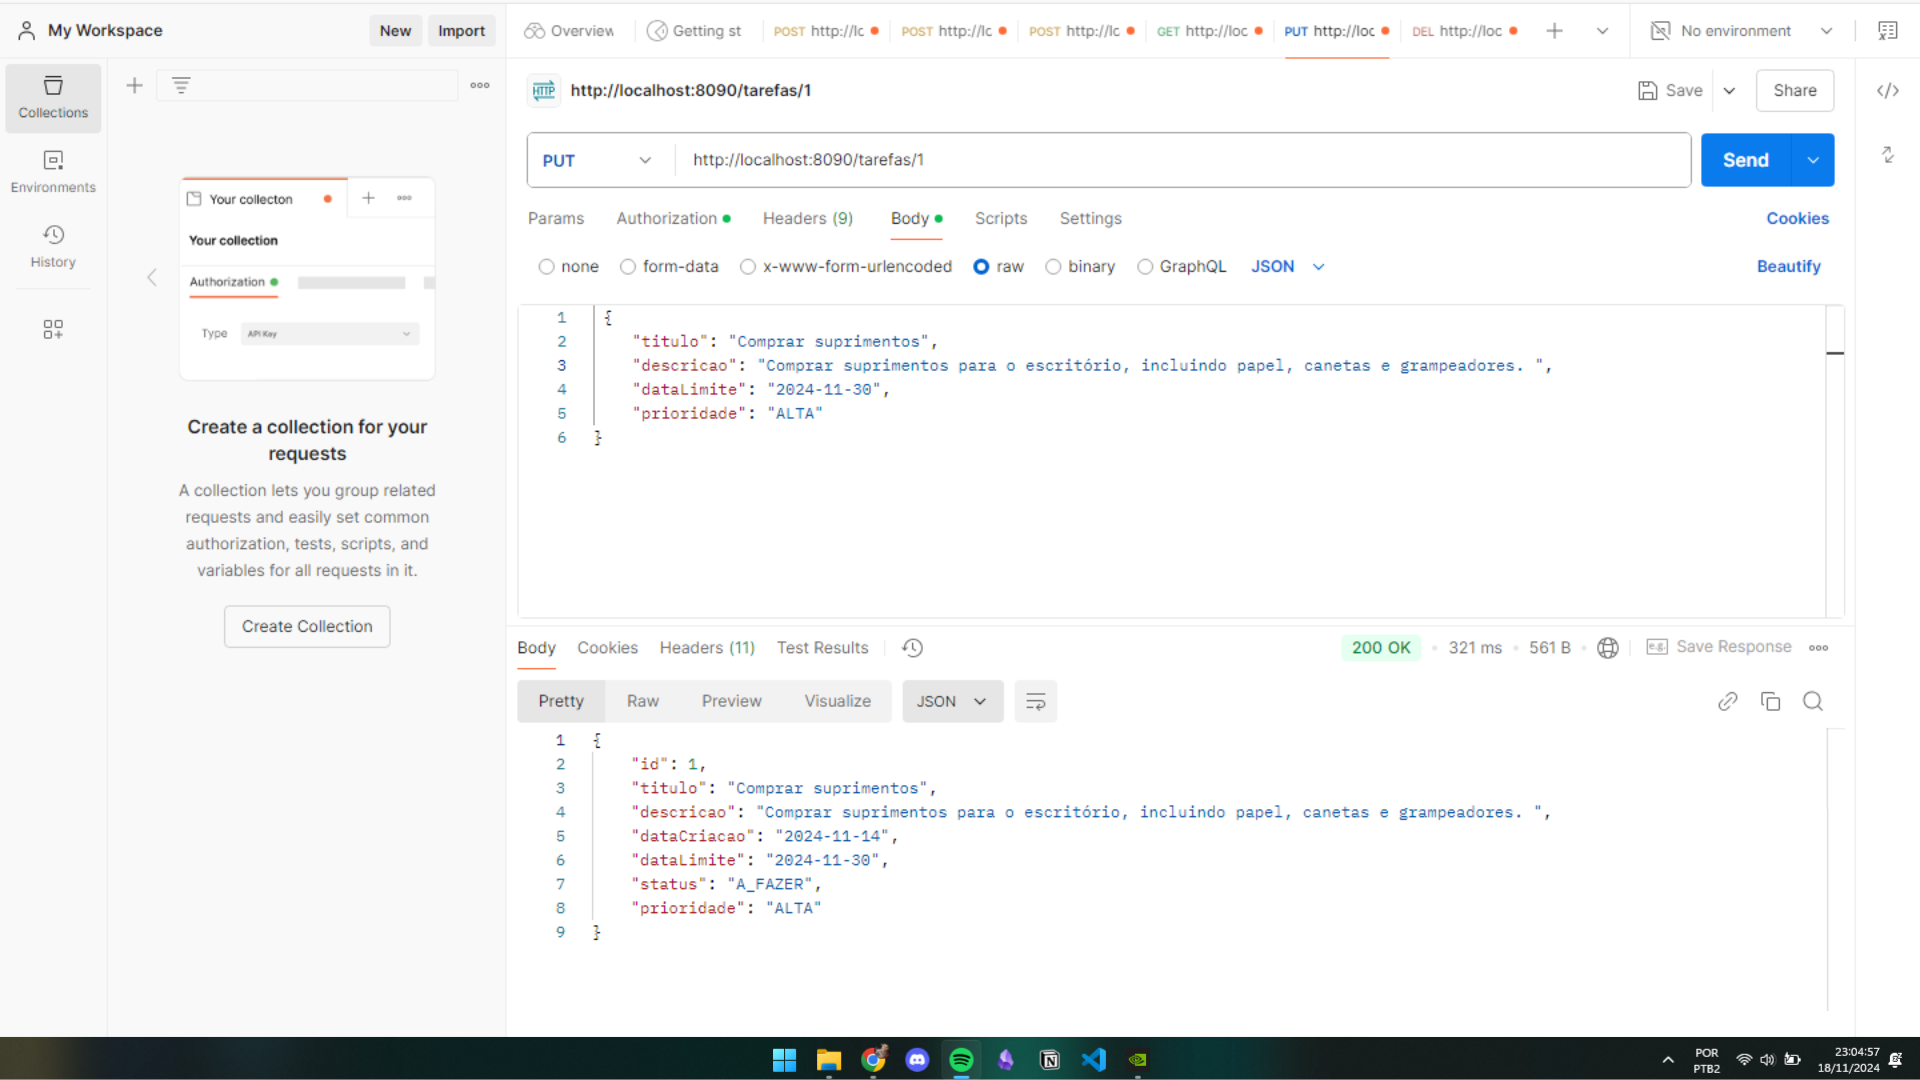 My Workspace
New
Import
Overview
Getting st
POST http://lc
POST http://lc
POST http://lc
GET http://loc
PUT http://loc
DEL http://loc
No environment
Collections
Environments
History
Your collecton
Your collection
Authorization
Type
API Key
Create a collection for your
requests
A collection lets you group related
requests and easily set common
authorization, tests, scripts, and
variables for all requests in it.
Create Collection
HTTP
http://localhost:8090/tarefas/1
Save
Share
PUT
http://localhost:8090/tarefas/1
Send
Params
Authorization
Headers (9)
Body
Scripts
Settings
Cookies
none
form-data
x-www-form-urlencoded
raw
binary
GraphQL
JSON
Beautify
1 {
2 "titulo": "Comprar suprimentos",
3 "descricao": "Comprar suprimentos para o escritório, incluindo papel, canetas e grampeadores. ",
4 "dataLimite": "2024-11-30",
5 "prioridade": "ALTA"
6 }
Body
Cookies
Headers (11)
Test Results
200 OK
321 ms
561 B
e.g.
Save Response
Pretty
Raw
Preview
Visualize
JSON
1 {
2 "id": 1,
3 "titulo": "Comprar suprimentos",
4 "descricao": "Comprar suprimentos para o escritório, incluindo papel, canetas e grampeadores. ",
5 "dataCriacao": "2024-11-14",
6 "dataLimite": "2024-11-30",
7 "status": "A_FAZER",
8 "prioridade": "ALTA"
9 }
POR
PTB2
23:04:57
18/11/2024